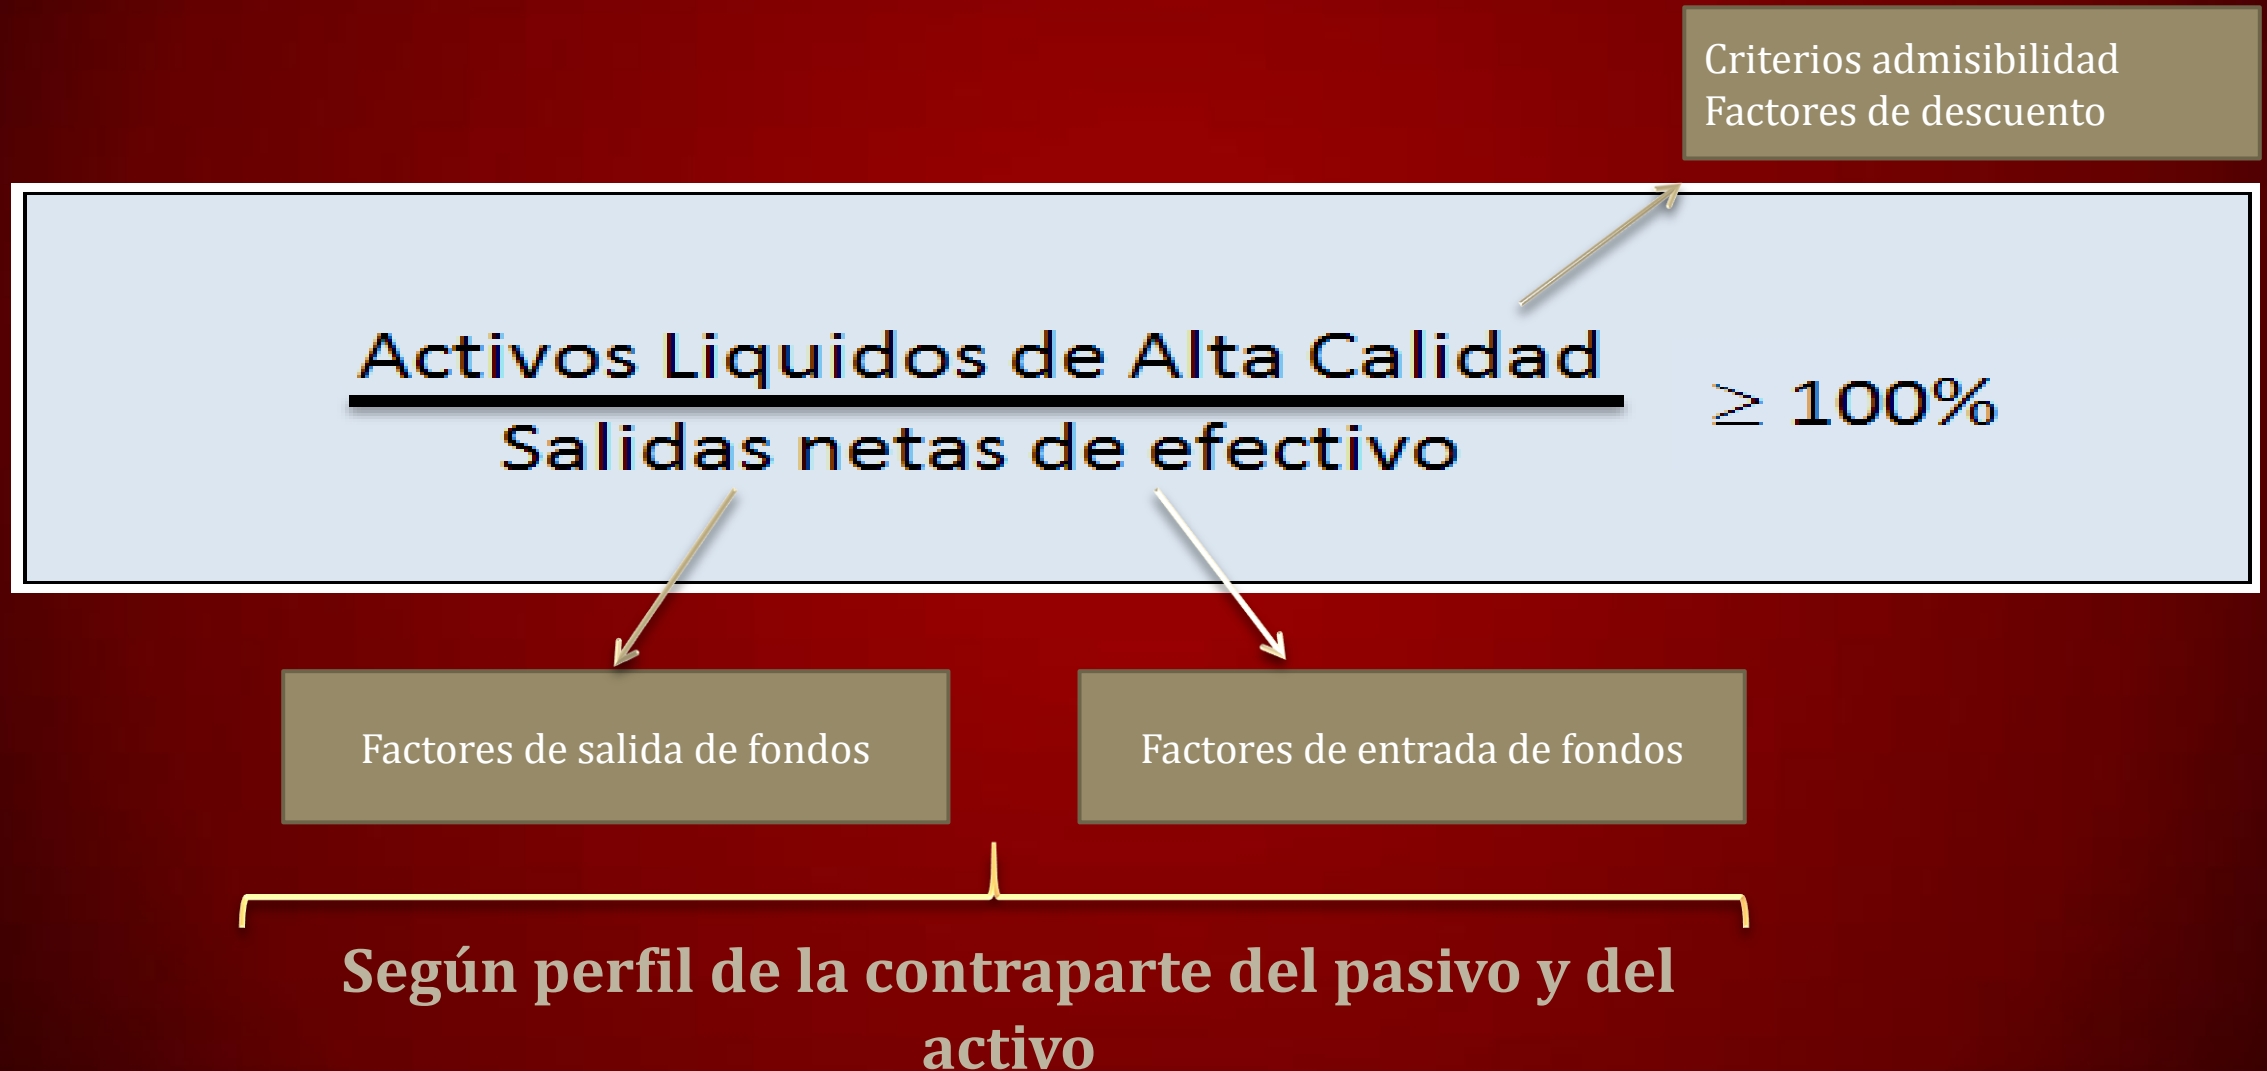 Criterios admisibilidad
Factores de descuento
Activos Liquidos de Alta Calidad
Salidas netas de efectivo
≥ 100%
Factores de salida de fondos
Factores de entrada de fondos
Según perfil de la contraparte del pasivo y del
activo